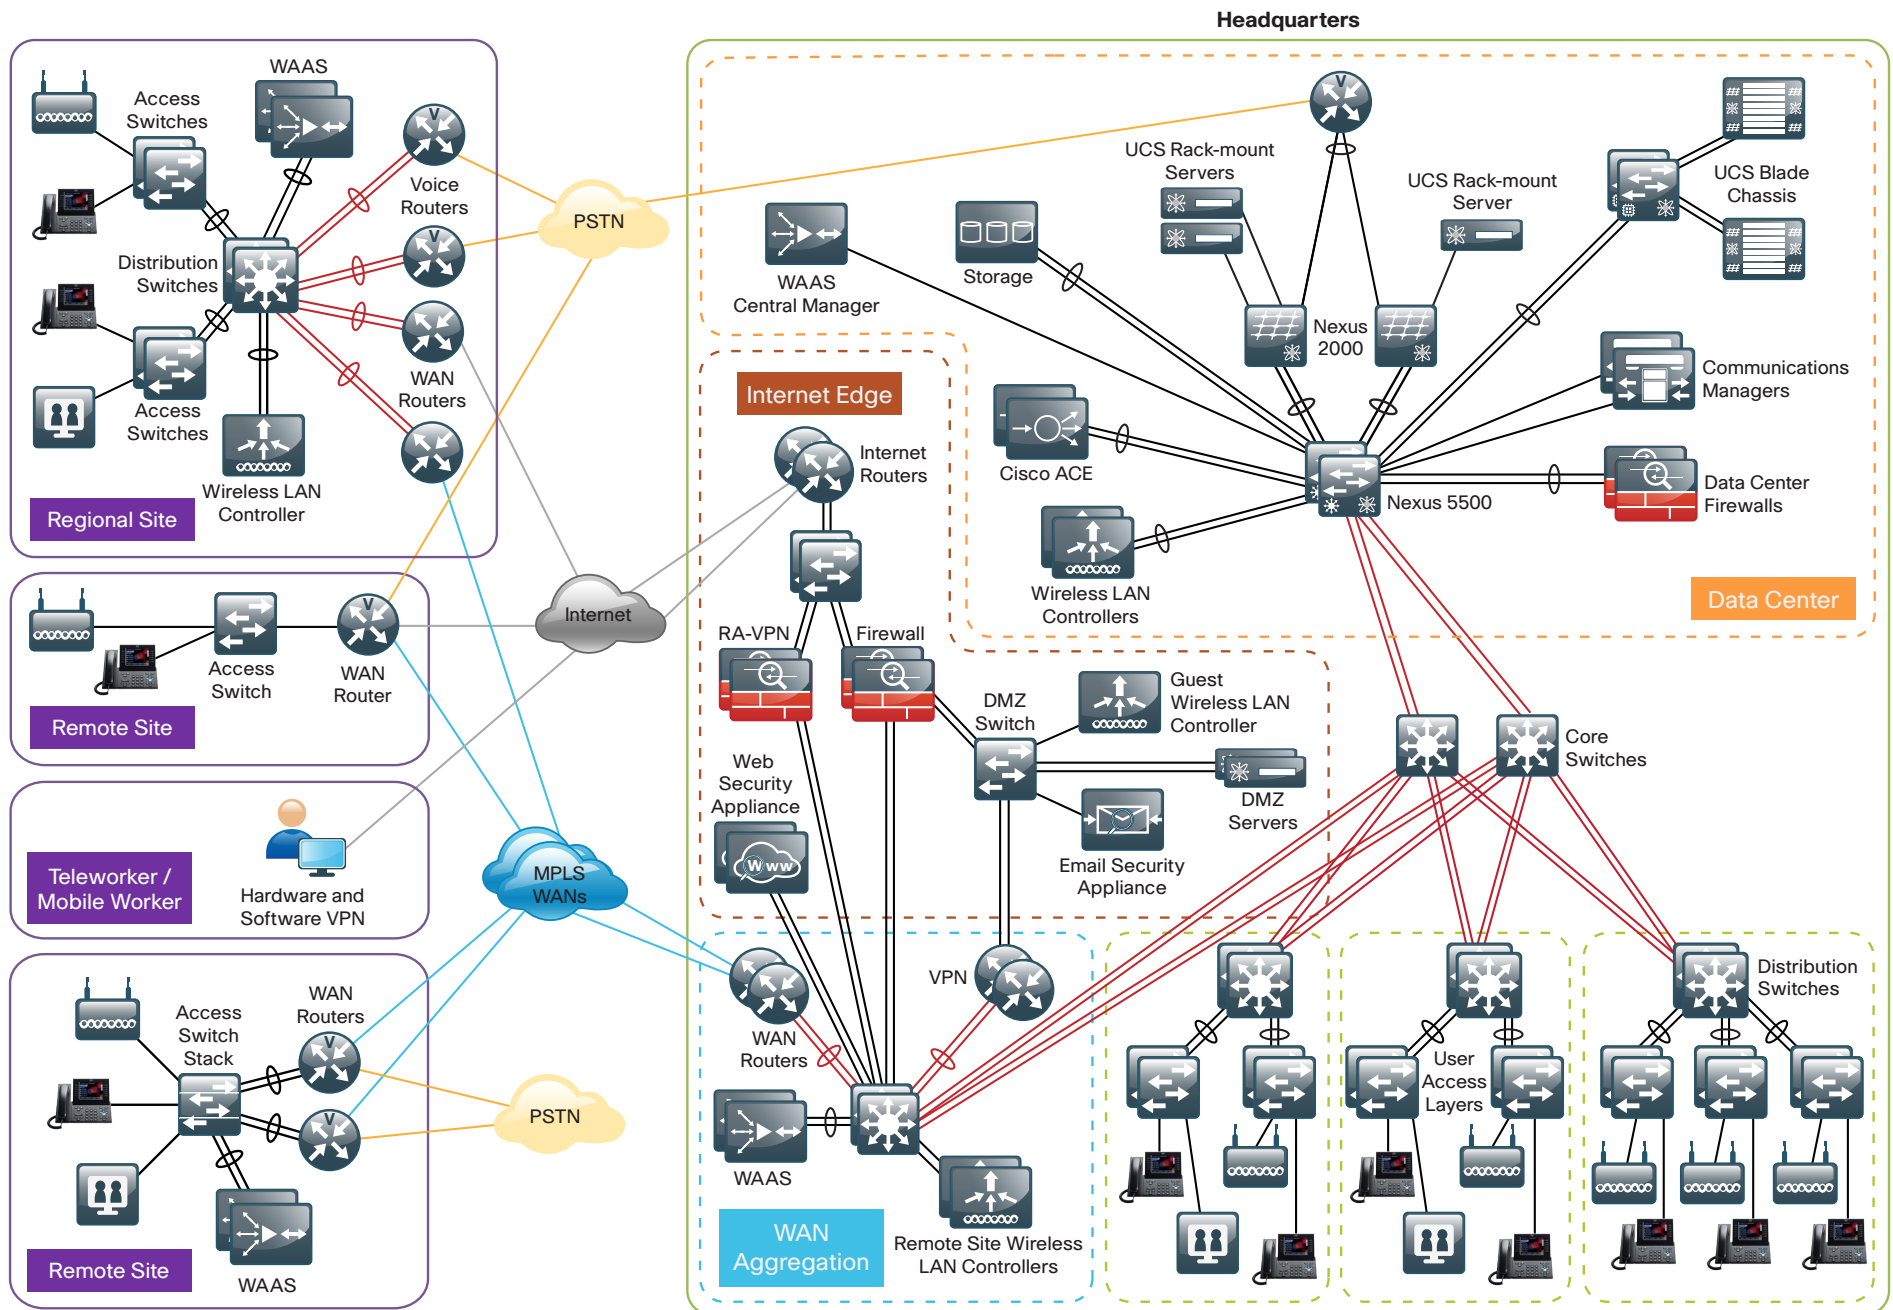 Headquarters
WAAS
Access
Switches
V
Voice
Routers
V
Distribution
Switches
WAN
Routers
Access
Switches
Wireless LAN
Controller
Regional Site
PSTN
V
UCS Rack-mount
Servers
UCS Rack-mount
Server
UCS Blade
Chassis
WAAS
Central Manager
Storage
Nexus
2000
Communications
Managers
Cisco ACE
Nexus 5500
Data Center
Firewalls
Wireless LAN
Controllers
Data Center
Internet Edge
Internet
Routers
RA-VPN
Firewall
DMZ
Switch
Guest
Wireless LAN
Controller
Web
Security
Appliance
www
DMZ
Servers
Email Security
Appliance
Core
Switches
Internet
V
Access
Switch
WAN
Router
Remote Site
Teleworker /
Mobile Worker
Hardware and
Software VPN
MPLS
WANs
WAN
Routers
Access
Switch
Stack
V
V
PSTN
WAAS
Remote Site
WAN
Routers
VPN
WAAS
WAN
Aggregation
Remote Site Wireless
LAN Controllers
Distribution
Switches
User
Access
Layers